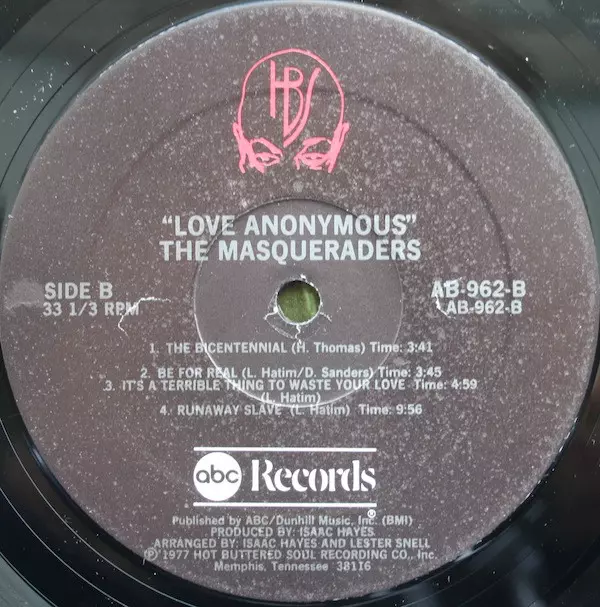 HBS
“LOVE ANONYMOUS”
THE MASQUERADERS
SIDE B
33 1/3 RPM
AB-962-B
AB-962-B
1. THE BICENTENNIAL (H. Thomas) Time: 3:41
2. BE FOR REAL (L. Hatim/D. Sanders) Time: 3:45
3. IT'S A TERRIBLE THING TO WASTE YOUR LOVE Time: 4:59
(L. Hatim)
4. RUNAWAY SLAVE (L. Hatim) Time: 9:56
abc Records®
Published by ABC/Dunhill Music, Inc. (BMI)
PRODUCED BY: ISAAC HAYES
ARRANGED BY: ISAAC HAYES AND LESTER SNELL
℗ 1977 HOT BUTTERED SOUL RECORDING CO., Inc.
Memphis, Tennessee 38116